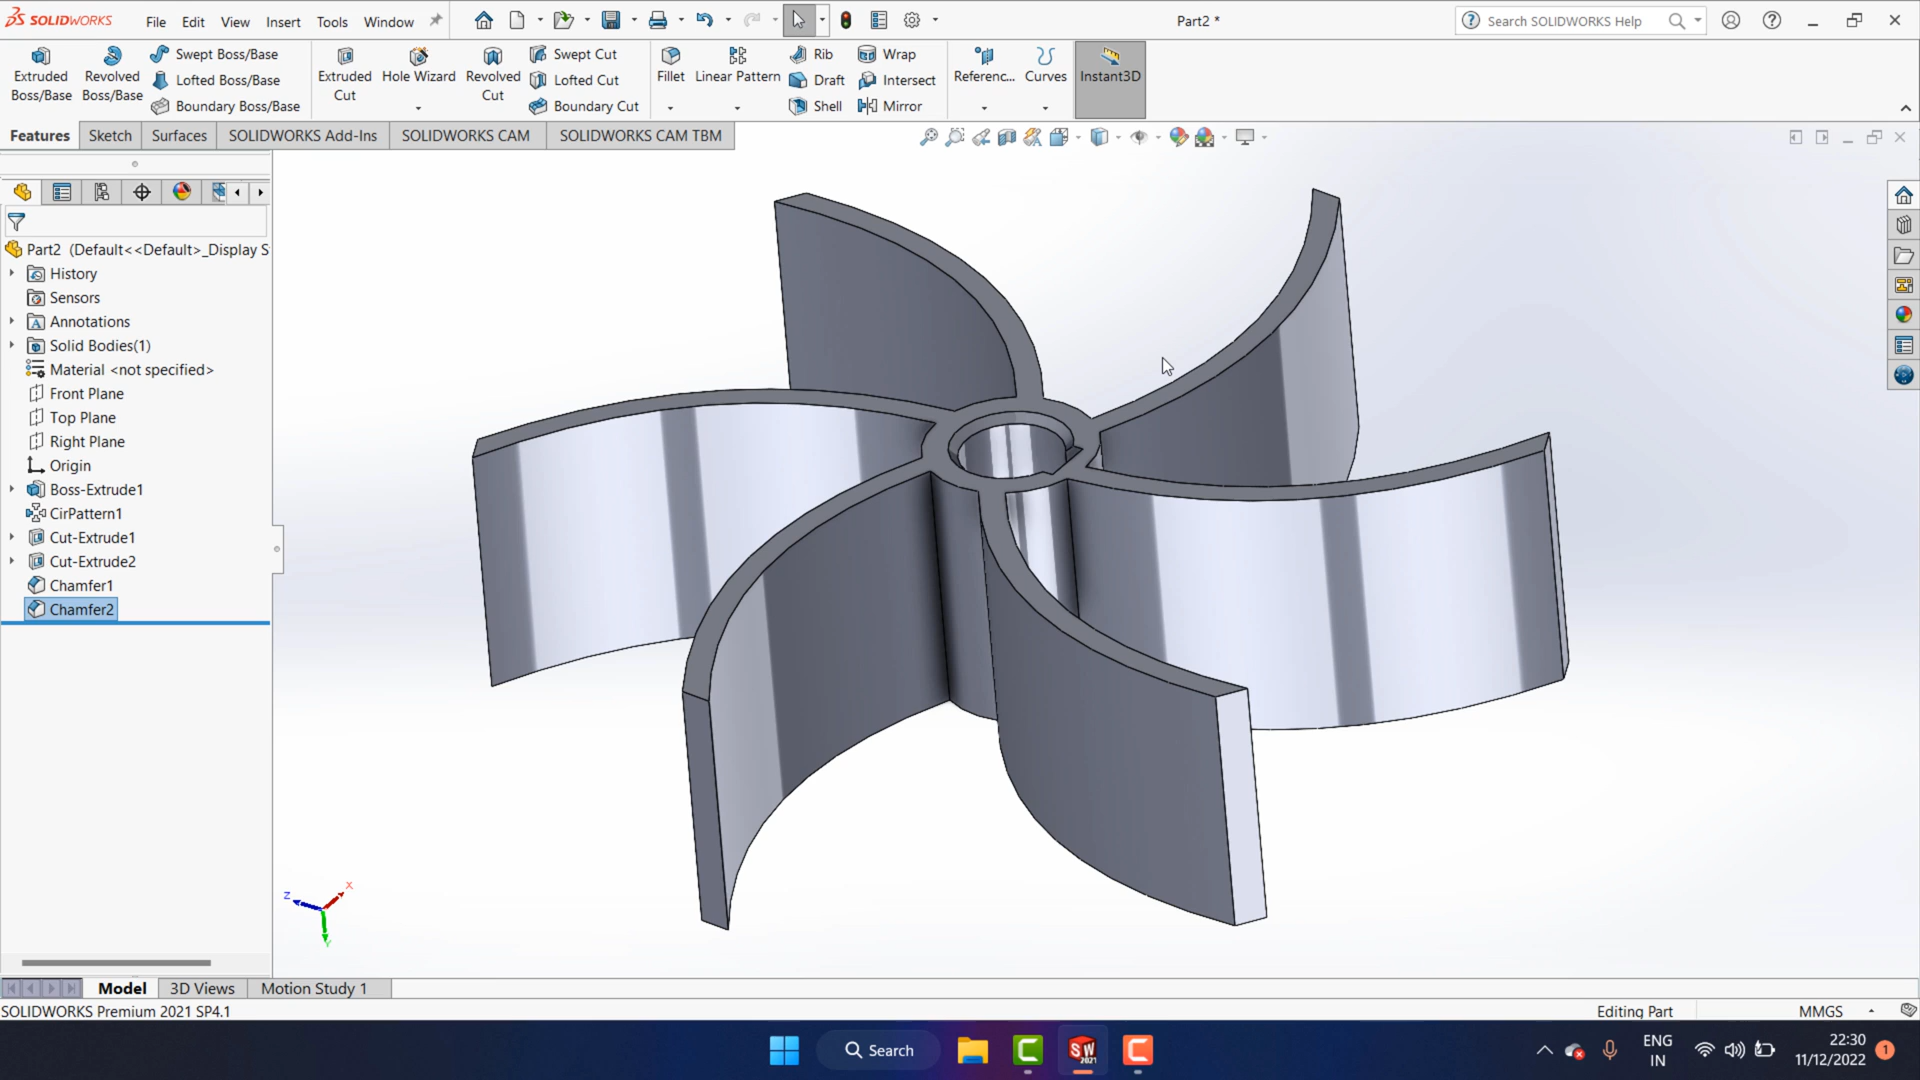 SOLIDWORKS File Edit View Insert Tools Window Part2 * Search SOLIDWORKS Help
Extruded Boss/Base
Revolved Boss/Base
Swept Boss/Base
Lofted Boss/Base
Boundary Boss/Base
Extruded Cut
Hole Wizard
Revolved Cut
Swept Cut
Lofted Cut
Boundary Cut
Fillet
Linear Pattern
Rib
Draft
Shell
Wrap
Intersect
Mirror
Referenc...
Curves
Instant3D
Features Sketch Surfaces SOLIDWORKS Add-Ins SOLIDWORKS CAM SOLIDWORKS CAM TBM
Part2 (Default<<Default>_Display S
History
Sensors
Annotations
Solid Bodies(1)
Material <not specified>
Front Plane
Top Plane
Right Plane
Origin
Boss-Extrude1
CirPattern1
Cut-Extrude1
Cut-Extrude2
Chamfer1
Chamfer2
Z X Y
Model 3D Views Motion Study 1
SOLIDWORKS Premium 2021 SP4.1 Editing Part MMGS
Search
SW 2021
ENG
IN
22:30
11/12/2022
1